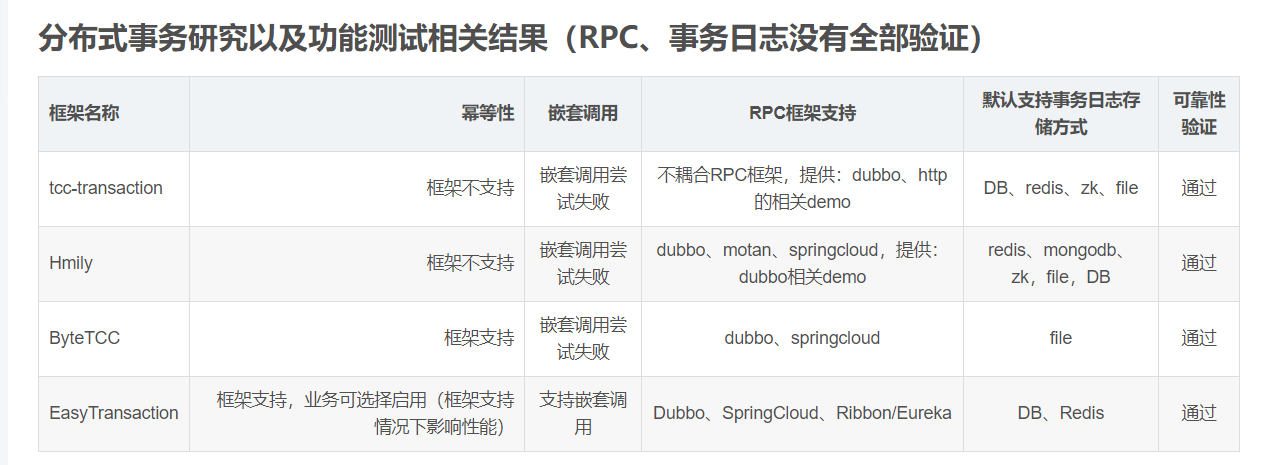 分布式事务研究以及功能测试相关结果（RPC、事务日志没有全部验证）
框架名称 幂等性 嵌套调用 RPC框架支持 默认支持事务日志存
储方式 可靠性
验证
tcc-transaction 框架不支持 嵌套调用尝
试失败 不耦合RPC框架，提供：dubbo、http
的相关demo DB、redis、zk、file 通过
Hmily 框架不支持 嵌套调用尝
试失败 dubbo、motan、springcloud，提供：
dubbo相关demo redis、mongodb、
zk，file，DB 通过
ByteTCC 框架支持 嵌套调用尝
试失败 dubbo、springcloud file 通过
EasyTransaction 框架支持，业务可选择启用（框架支持
情况下影响性能） 支持嵌套调
用 Dubbo、SpringCloud、Ribbon/Eureka DB、Redis 通过